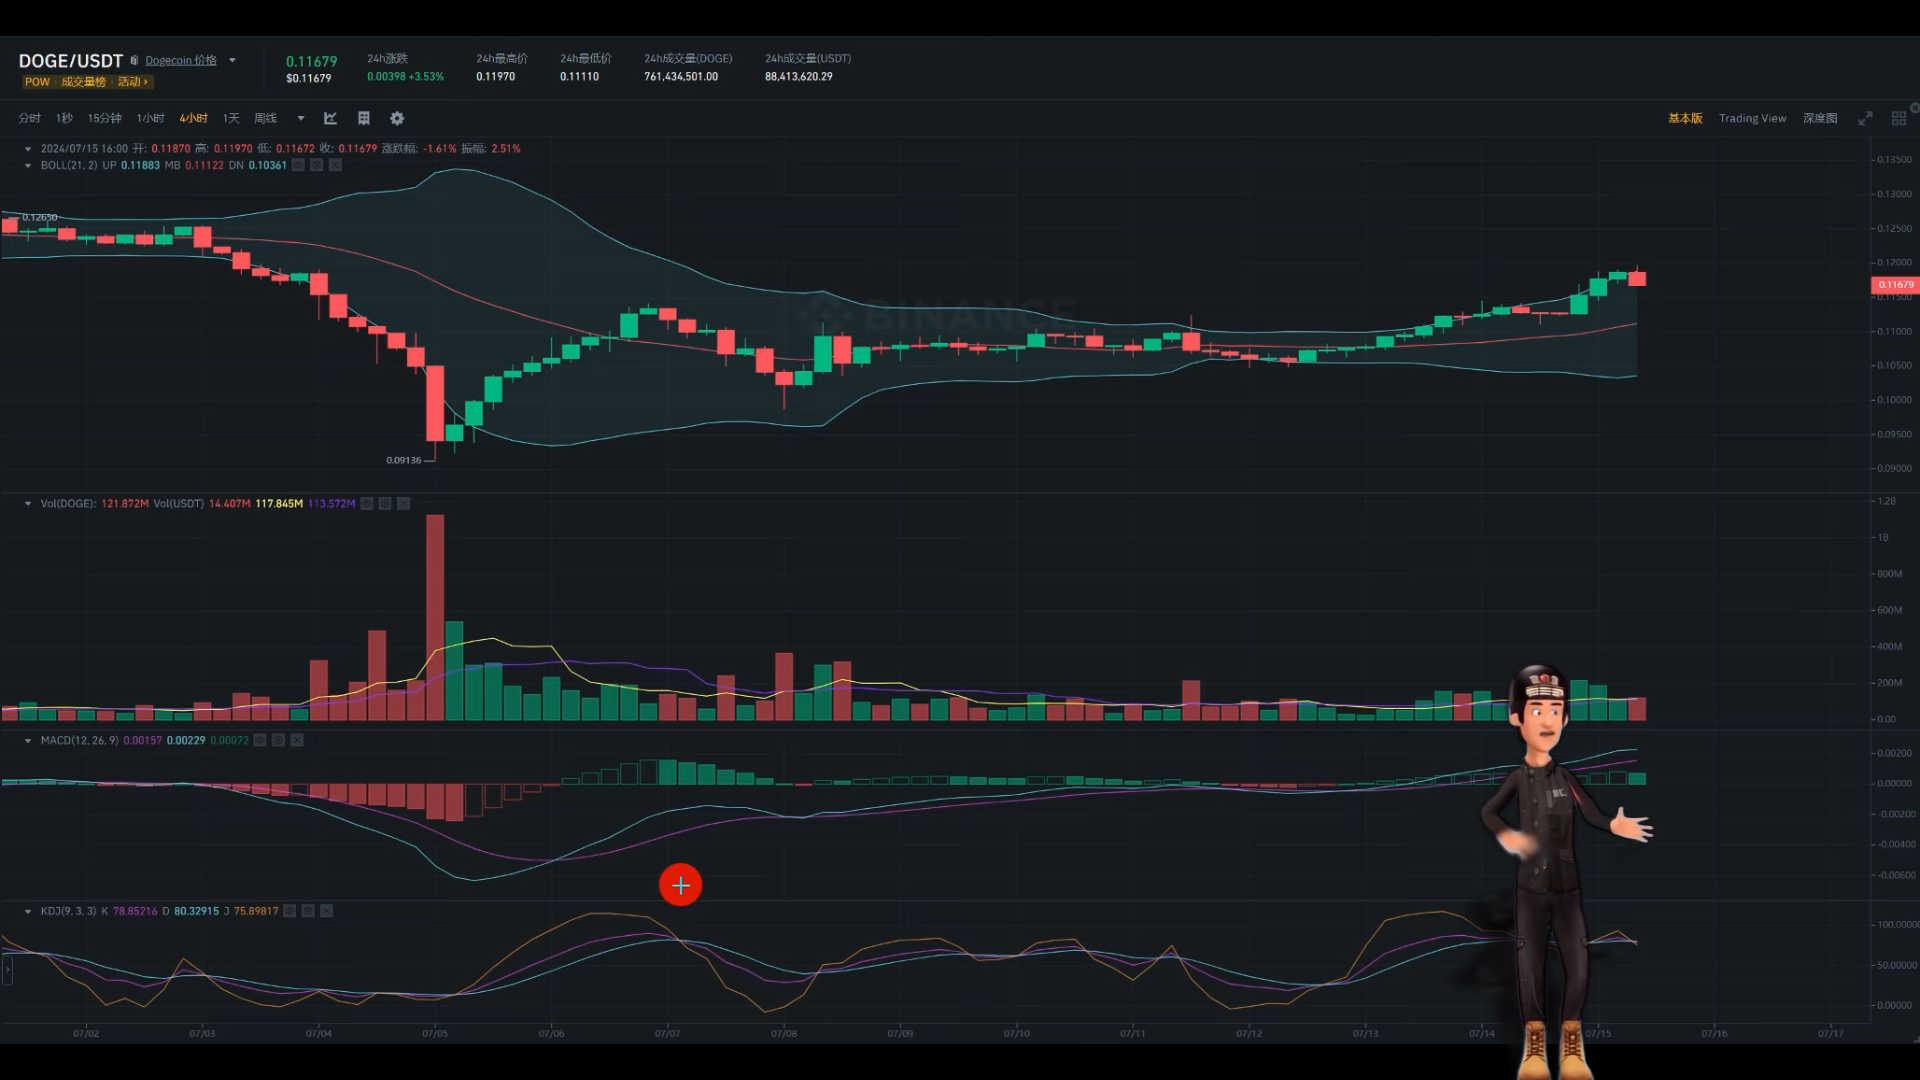 DOGE/USDT Dogecoin 价格
POW 成交量榜 活动 ›
0.11679
$0.11679
24h涨跌
0.00398 +3.53%
24h最高价
0.11970
24h最低价
0.11110
24h成交量(DOGE)
761,434,501.00
24h成交量(USDT)
88,413,620.29
分时 1秒 15分钟 1小时 4小时 1天 周线
基本版 Trading View 深度图
2024/07/15 16:00 开: 0.11870 高: 0.11970 低: 0.11672 收: 0.11679 涨跌幅: -1.61% 振幅: 2.51%
BOLL(21, 2) UP 0.11883 MB 0.11122 DN 0.10361
0.12650
BINANCE
0.09136
0.13500
0.13000
0.12500
0.12000
0.11679
0.11500
0.11000
0.10500
0.10000
0.09500
0.09000
Vol(DOGE): 121.872M Vol(USDT) 14.407M 117.845M 113.572M
1.2B
1B
800M
600M
400M
200M
0.00
MACD(12, 26, 9) 0.00157 0.00229 0.00072
0.00200
0.00000
-0.00200
-0.00400
-0.00600
KDJ(9, 3, 3) K 78.85216 D 80.32915 J 75.89817
100.00000
50.00000
0.00000
07/02 07/03 07/04 07/05 07/06 07/07 07/08 07/09 07/10 07/11 07/12 07/13 07/14 07/15 07/16 07/17